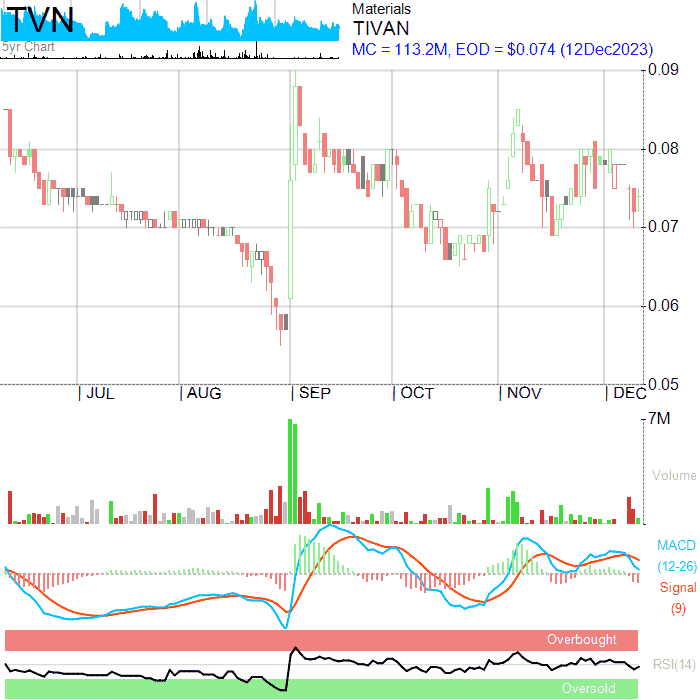 TVN
5yr Chart
Materials
TIVAN
MC = 113.2M, EOD = $0.074 (12Dec2023)
0.09
0.08
0.07
0.06
0.05
JUL AUG SEP OCT NOV DEC
7M
Volume
MACD
(12-26)
Signal
(9)
Overbought
RSI(14)
Oversold